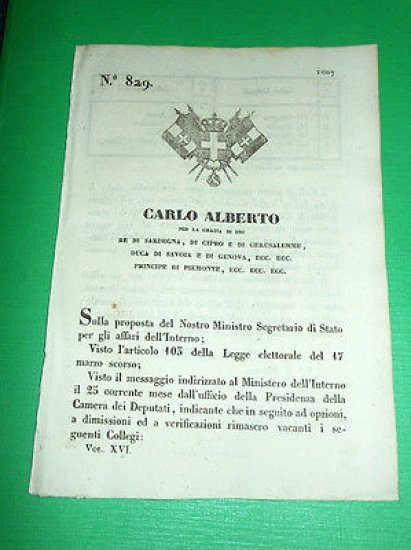 1007
N.º 829.
CARLO ALBERTO
PER LA GRAZIA DI DIO
RE DI SARDEGNA, DI CIPRO E DI GERUSALEMME,
DUCA DI SAVOIA E DI GENOVA, ECC. ECC.
PRINCIPE DI PIEMONTE, ECC. ECC. ECC.
Sulla proposta del Nostro Ministro Segretario di Stato
per gli affari dell'Interno;
Visto l'articolo 103 della Legge elettorale del 17
marzo scorso;
Visto il messaggio indirizzato al Ministero dell'Interno
il 25 corrente mese dall'uffizio della Presidenza della
Camera dei Deputati, indicante che in seguito ad opzioni,
a dimissioni ed a verificazioni rimasero vacanti i se-
guenti Collegi:
Vol. XVI.